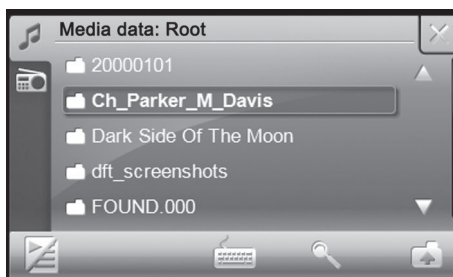 Media data: Root
20000101
Ch_Parker_M_Davis
Dark Side Of The Moon
dft_screenshots
FOUND.000